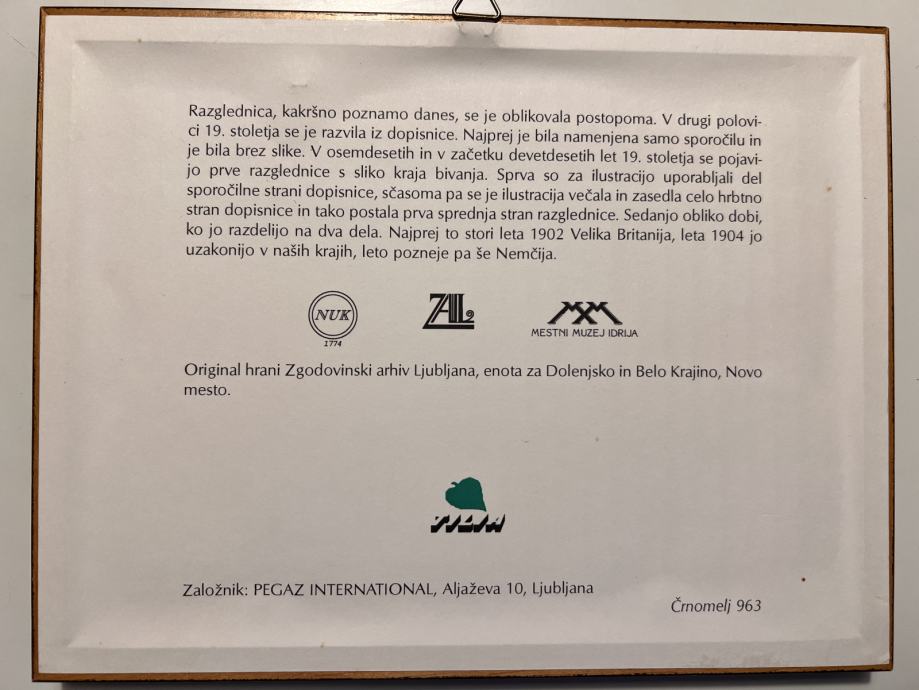 Razglednica, kakršno poznamo danes, se je oblikovala postopoma. V drugi polovi-
ci 19. stoletja se je razvila iz dopisnice. Najprej je bila namenjena samo sporočilu in
je bila brez slike. V osemdesetih in v začetku devetdesetih let 19. stoletja se pojavi-
jo prve razglednice s sliko kraja bivanja. Sprva so za ilustracijo uporabljali del
sporočilne strani dopisnice, sčasoma pa se je ilustracija večala in zasedla celo hrbtno
stran dopisnice in tako postala prva sprednja stran razglednice. Sedanjo obliko dobi,
ko jo razdelijo na dva dela. Najprej to stori leta 1902 Velika Britanija, leta 1904 jo
uzakonijo v naših krajih, leto pozneje pa še Nemčija.
NUK
1774
ZAL
MESTNI MUZEJ IDRIJA
Original hrani Zgodovinski arhiv Ljubljana, enota za Dolenjsko in Belo Krajino, Novo
mesto.
TILIA
Založnik: PEGAZ INTERNATIONAL, Aljaževa 10, Ljubljana
Črnomelj 963